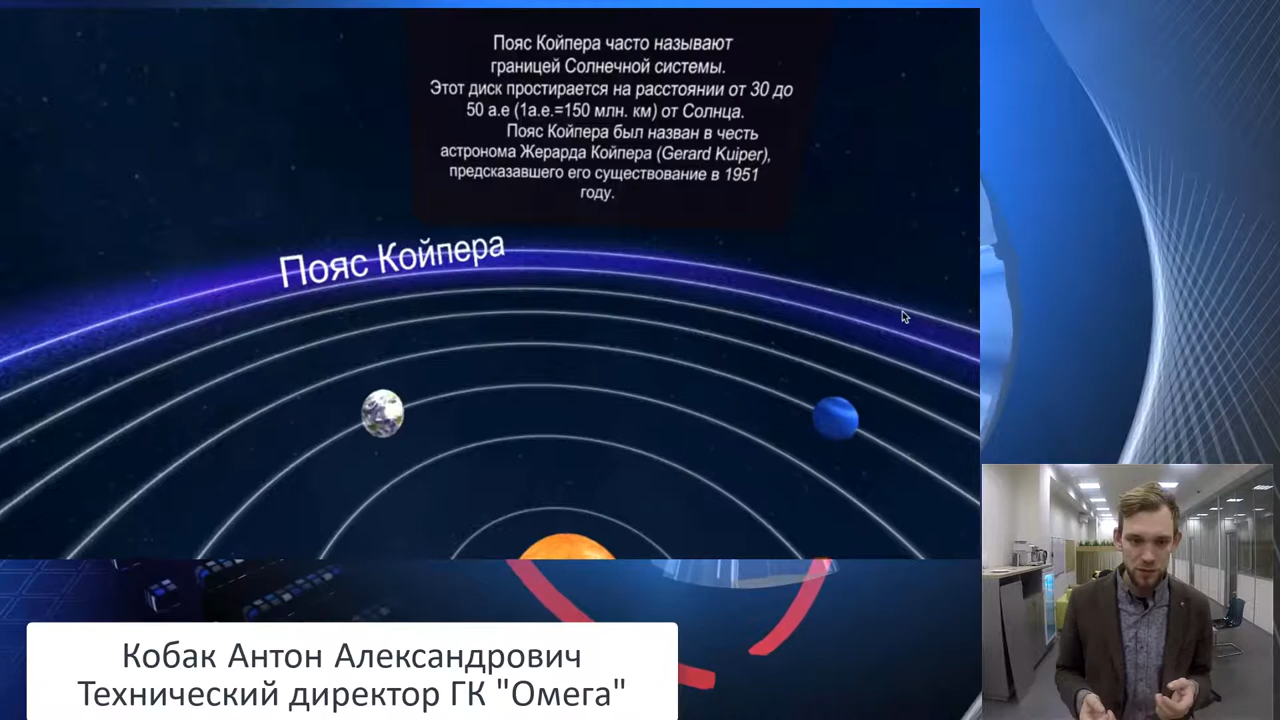 Пояс Койпера часто называют
границей Солнечной системы.
Этот диск простирается на расстоянии от 30 до
50 а.е (1а.е.=150 млн. км) от Солнца.
Пояс Койпера был назван в честь
астронома Жерарда Койпера (Gerard Kuiper),
предсказавшего его существование в 1951
году.
Пояс Койпера
Кобак Антон Александрович
Технический директор ГК "Омега"